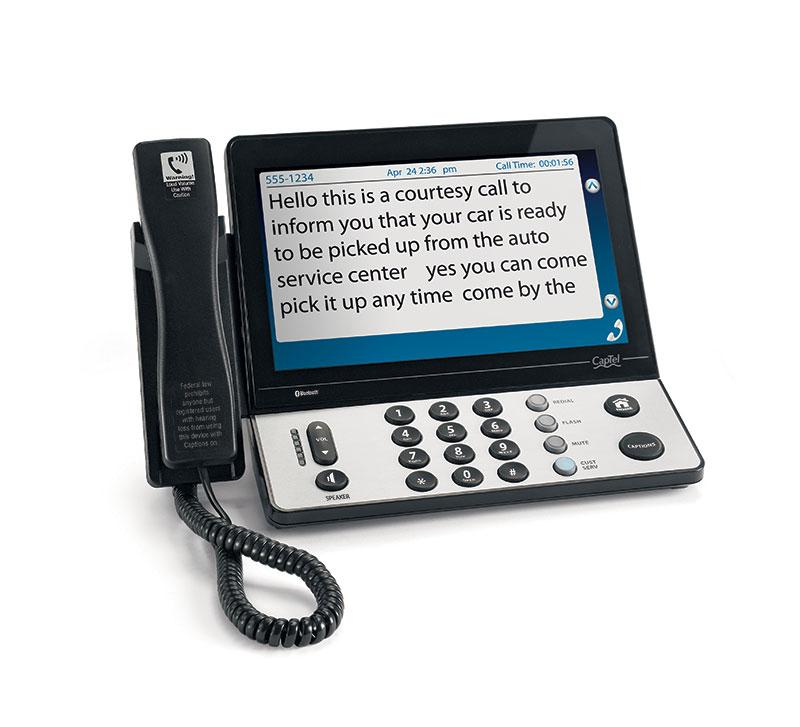 Warning!
Loud Volume
Use With
Caution
Federal law
prohibits
anyone but
registered users
with hearing
loss from using
this device with
Captions on.
555-1234 Apr 24 2:36 pm Call Time: 00:01:56
Hello this is a courtesy call to
inform you that your car is ready
to be picked up from the auto
service center yes you can come
pick it up any time come by the
CapTel
Bluetooth
VOL
SPEAKER
1
2
3
4
5
6
7
8
9
*
0
#
REDIAL
FLASH
MUTE
CUST
SERV
CAPTIONS